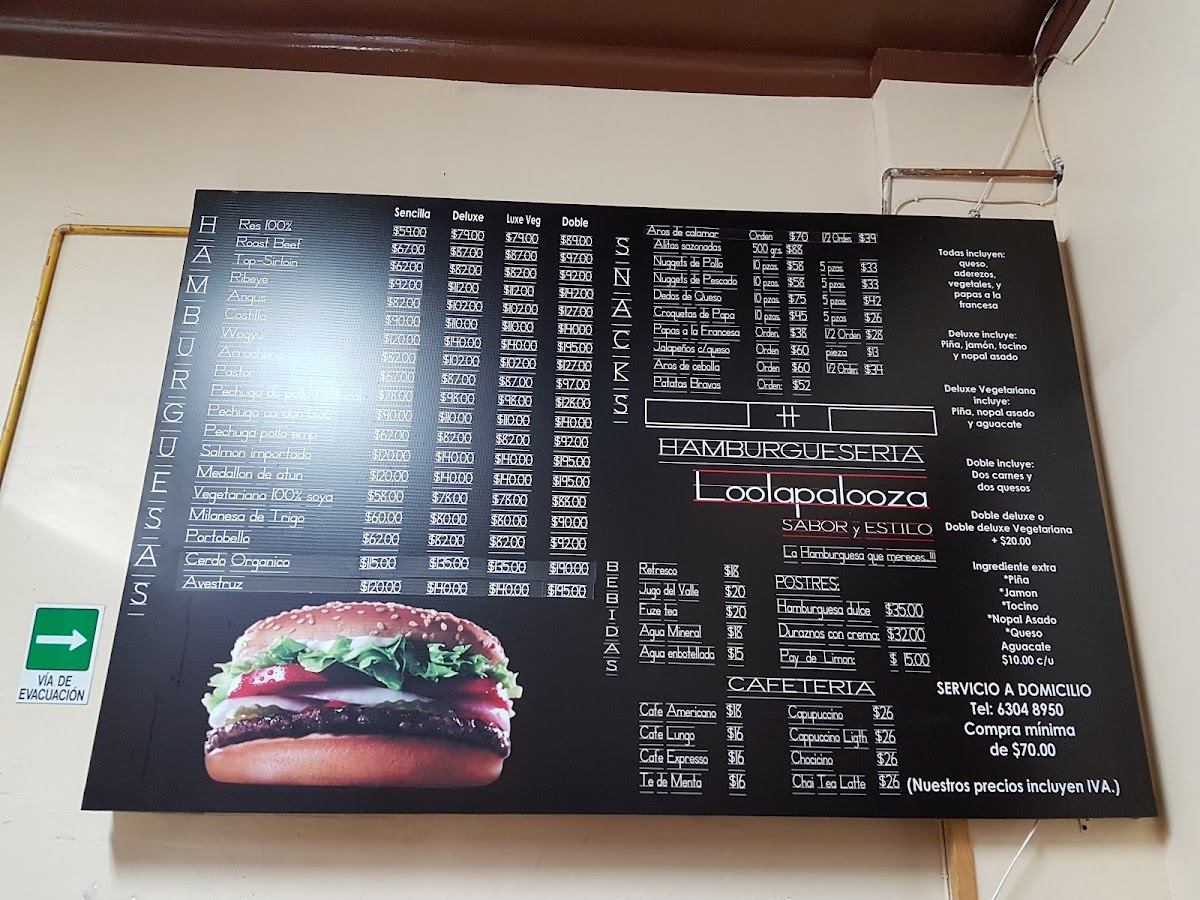 HAMBURGUESAS
Sencilla Deluxe Luxe Veg Doble
Res 100% $59.00 $79.00 $79.00 $89.00
Roast Beef $67.00 $87.00 $87.00 $97.00
Top-Sirloin $62.00 $82.00 $82.00 $92.00
Ribeye $92.00 $112.00 $112.00 $142.00
Angus $82.00 $102.00 $102.00 $127.00
Costilla $90.00 $110.00 $110.00 $140.00
Wagyu $120.00 $140.00 $140.00 $195.00
Arrachera $82.00 $102.00 $102.00 $127.00
Pastor $67.00 $87.00 $87.00 $97.00
Pechuga de pollo $78.00 $98.00 $98.00 $128.00
Pechuga cordon bleu $90.00 $110.00 $110.00 $140.00
Pechuga pollo emp $62.00 $82.00 $82.00 $92.00
Salmon importado $120.00 $140.00 $140.00 $195.00
Medallon de atun $120.00 $140.00 $140.00 $195.00
Vegetariana 100% soya $58.00 $78.00 $78.00 $88.00
Milanesa de Trigo $60.00 $80.00 $80.00 $90.00
Portobello $62.00 $82.00 $82.00 $92.00
Cerdo Organico $115.00 $135.00 $135.00 $190.00
Avestruz $120.00 $140.00 $140.00 $195.00
SNACKS
Aros de calamar Orden $70 1/2 Orden $39
Alitas sazonadas 500 grs. $88
Nuggets de Pollo 10 pzas. $58 5 pzas. $33
Nuggets de Pescado 10 pzas. $58 5 pzas. $33
Dedos de Queso 10 pzas. $75 5 pzas. $42
Croquetas de Papa 10 pzas. $45 5 pzas $26
Papas a la Francesa Orden $38 1/2 Orden $28
Jalapeños c/queso Orden $60 pieza $13
Aros de cebolla Orden $60 1/2 Orden $34
Patatas Bravas Orden: $52
H
HAMBURGUESERIA
Loolapalooza
SABOR y ESTILO
La Hamburguesa que mereces..!!!
BEBIDAS
Refresco $18
Jugo del Valle $20
Fuze tea $20
Agua Mineral $18
Agua enbotellada $15
POSTRES:
Hamburguesa dulce $35.00
Duraznos con crema: $32.00
Pay de Limon: $ 15.00
CAFETERIA
Cafe Americano $18 Capupuccino $26
Cafe Lungo $16 Cappuccino Ligth $26
Cafe Expresso $16 Chocicino $26
Te de Menta $16 Chai Tea Latte $26
Todas incluyen:
queso,
aderezos,
vegetales, y
papas a la
francesa
Deluxe incluye:
Piña, jamón, tocino
y nopal asado
Deluxe Vegetariana
incluye:
Piña, nopal asado
y aguacate
Doble incluye:
Dos carnes y
dos quesos
Doble deluxe o
Doble deluxe Vegetariana
+ $20.00
Ingrediente extra
*Piña
*Jamon
*Tocino
*Nopal Asado
*Queso
Aguacate
$10.00 c/u
SERVICIO A DOMICILIO
Tel: 6304 8950
Compra mínima
de $70.00
(Nuestros precios incluyen IVA.)
VÍA DE
EVACUACIÓN